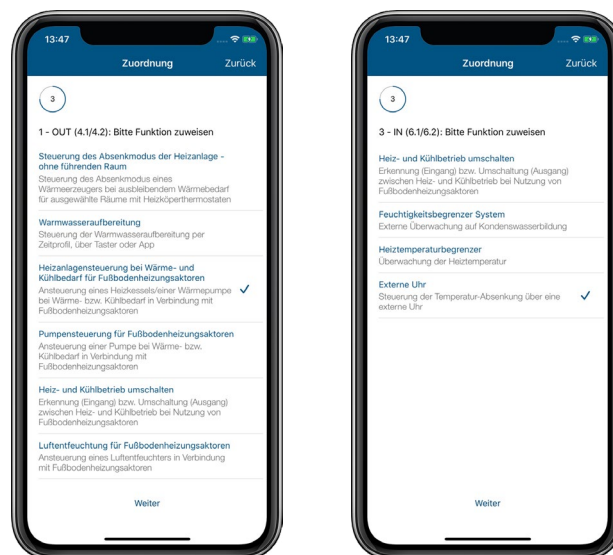 13:47
Zuordnung
Zurück
3
1 - OUT (4.1/4.2): Bitte Funktion zuweisen
Steuerung des Absenkmodus der Heizanlage -
ohne führenden Raum
Steuerung des Absenkmodus eines
Wärmeerzeugers bei ausbleibendem Wärmebedarf
für ausgewählte Räume mit Heizköperthermostaten
Warmwasseraufbereitung
Steuerung der Warmwasseraufbereitung per
Zeitprofil, über Taster oder App
Heizanlagensteuerung bei Wärme- und
Kühlbedarf für Fußbodenheizungsaktoren
Ansteuerung eines Heizkessels/einer Wärmepumpe
bei Wärme- bzw. Kühlbedarf in Verbindung mit
Fußbodenheizungsaktoren
Pumpensteuerung für Fußbodenheizungsaktoren
Ansteuerung einer Pumpe bei Wärme- bzw.
Kühlbedarf in Verbindung mit
Fußbodenheizungsaktoren
Heiz- und Kühlbetrieb umschalten
Erkennung (Eingang) bzw. Umschaltung (Ausgang)
zwischen Heiz- und Kühlbetrieb bei Nutzung von
Fußbodenheizungsaktoren
Luftentfeuchtung für Fußbodenheizungsaktoren
Ansteuerung eines Luftentfeuchters in Verbindung
mit Fußbodenheizungsaktoren
Weiter
13:47
Zuordnung
Zurück
3
3 - IN (6.1/6.2): Bitte Funktion zuweisen
Heiz- und Kühlbetrieb umschalten
Erkennung (Eingang) bzw. Umschaltung (Ausgang)
zwischen Heiz- und Kühlbetrieb bei Nutzung von
Fußbodenheizungsaktoren
Feuchtigkeitsbegrenzer System
Externe Überwachung auf Kondenswasserbildung
Heiztemperaturbegrenzer
Überwachung der Heiztemperatur
Externe Uhr
Steuerung der Temperatur-Absenkung über eine
externe Uhr
Weiter